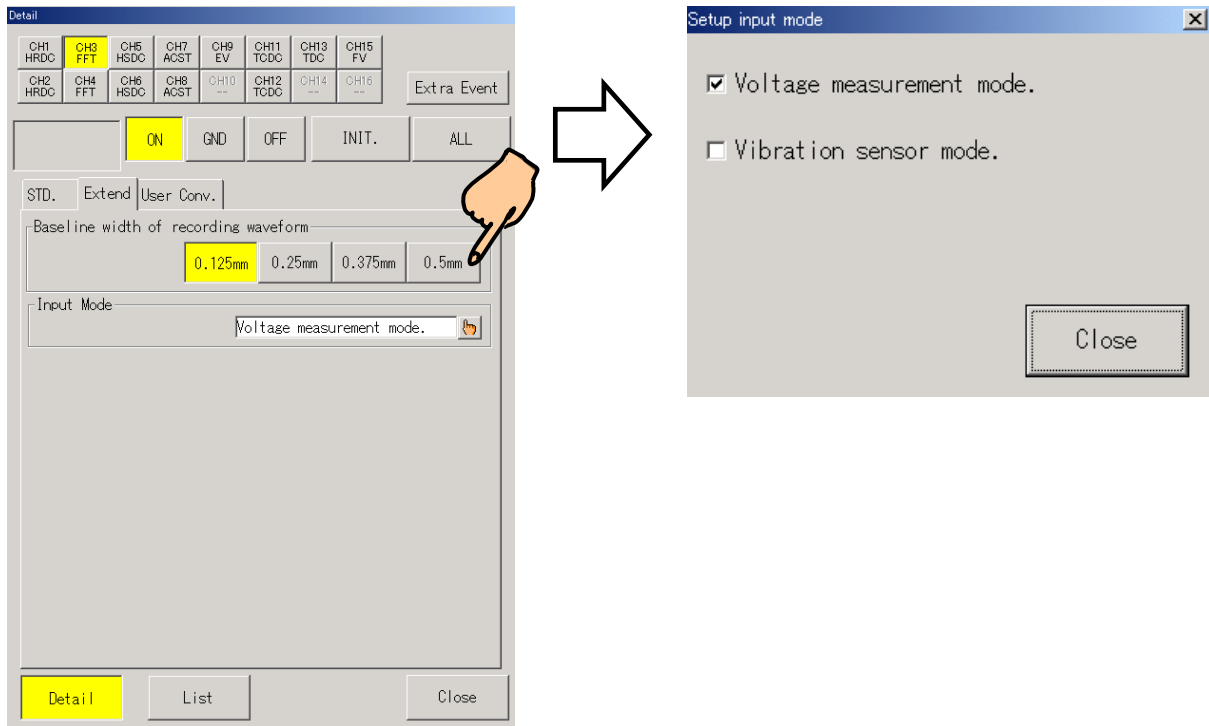 Detail
CH1 HRDC CH3 FFT CH5 HSDC CH7 ACST CH9 EV CH11 TCDC CH13 TDC CH15 FV
CH2 HRDC CH4 FFT CH6 HSDC CH8 ACST CH10 -- CH12 TCDC CH14 -- CH16 -- Extra Event
ON GND OFF INIT. ALL
STD. Extend User Conv.
Baseline width of recording waveform
0.125mm 0.25mm 0.375mm 0.5mm
Input Mode
Voltage measurement mode.
Detail List Close
Setup input mode
Voltage measurement mode.
Vibration sensor mode.
Close